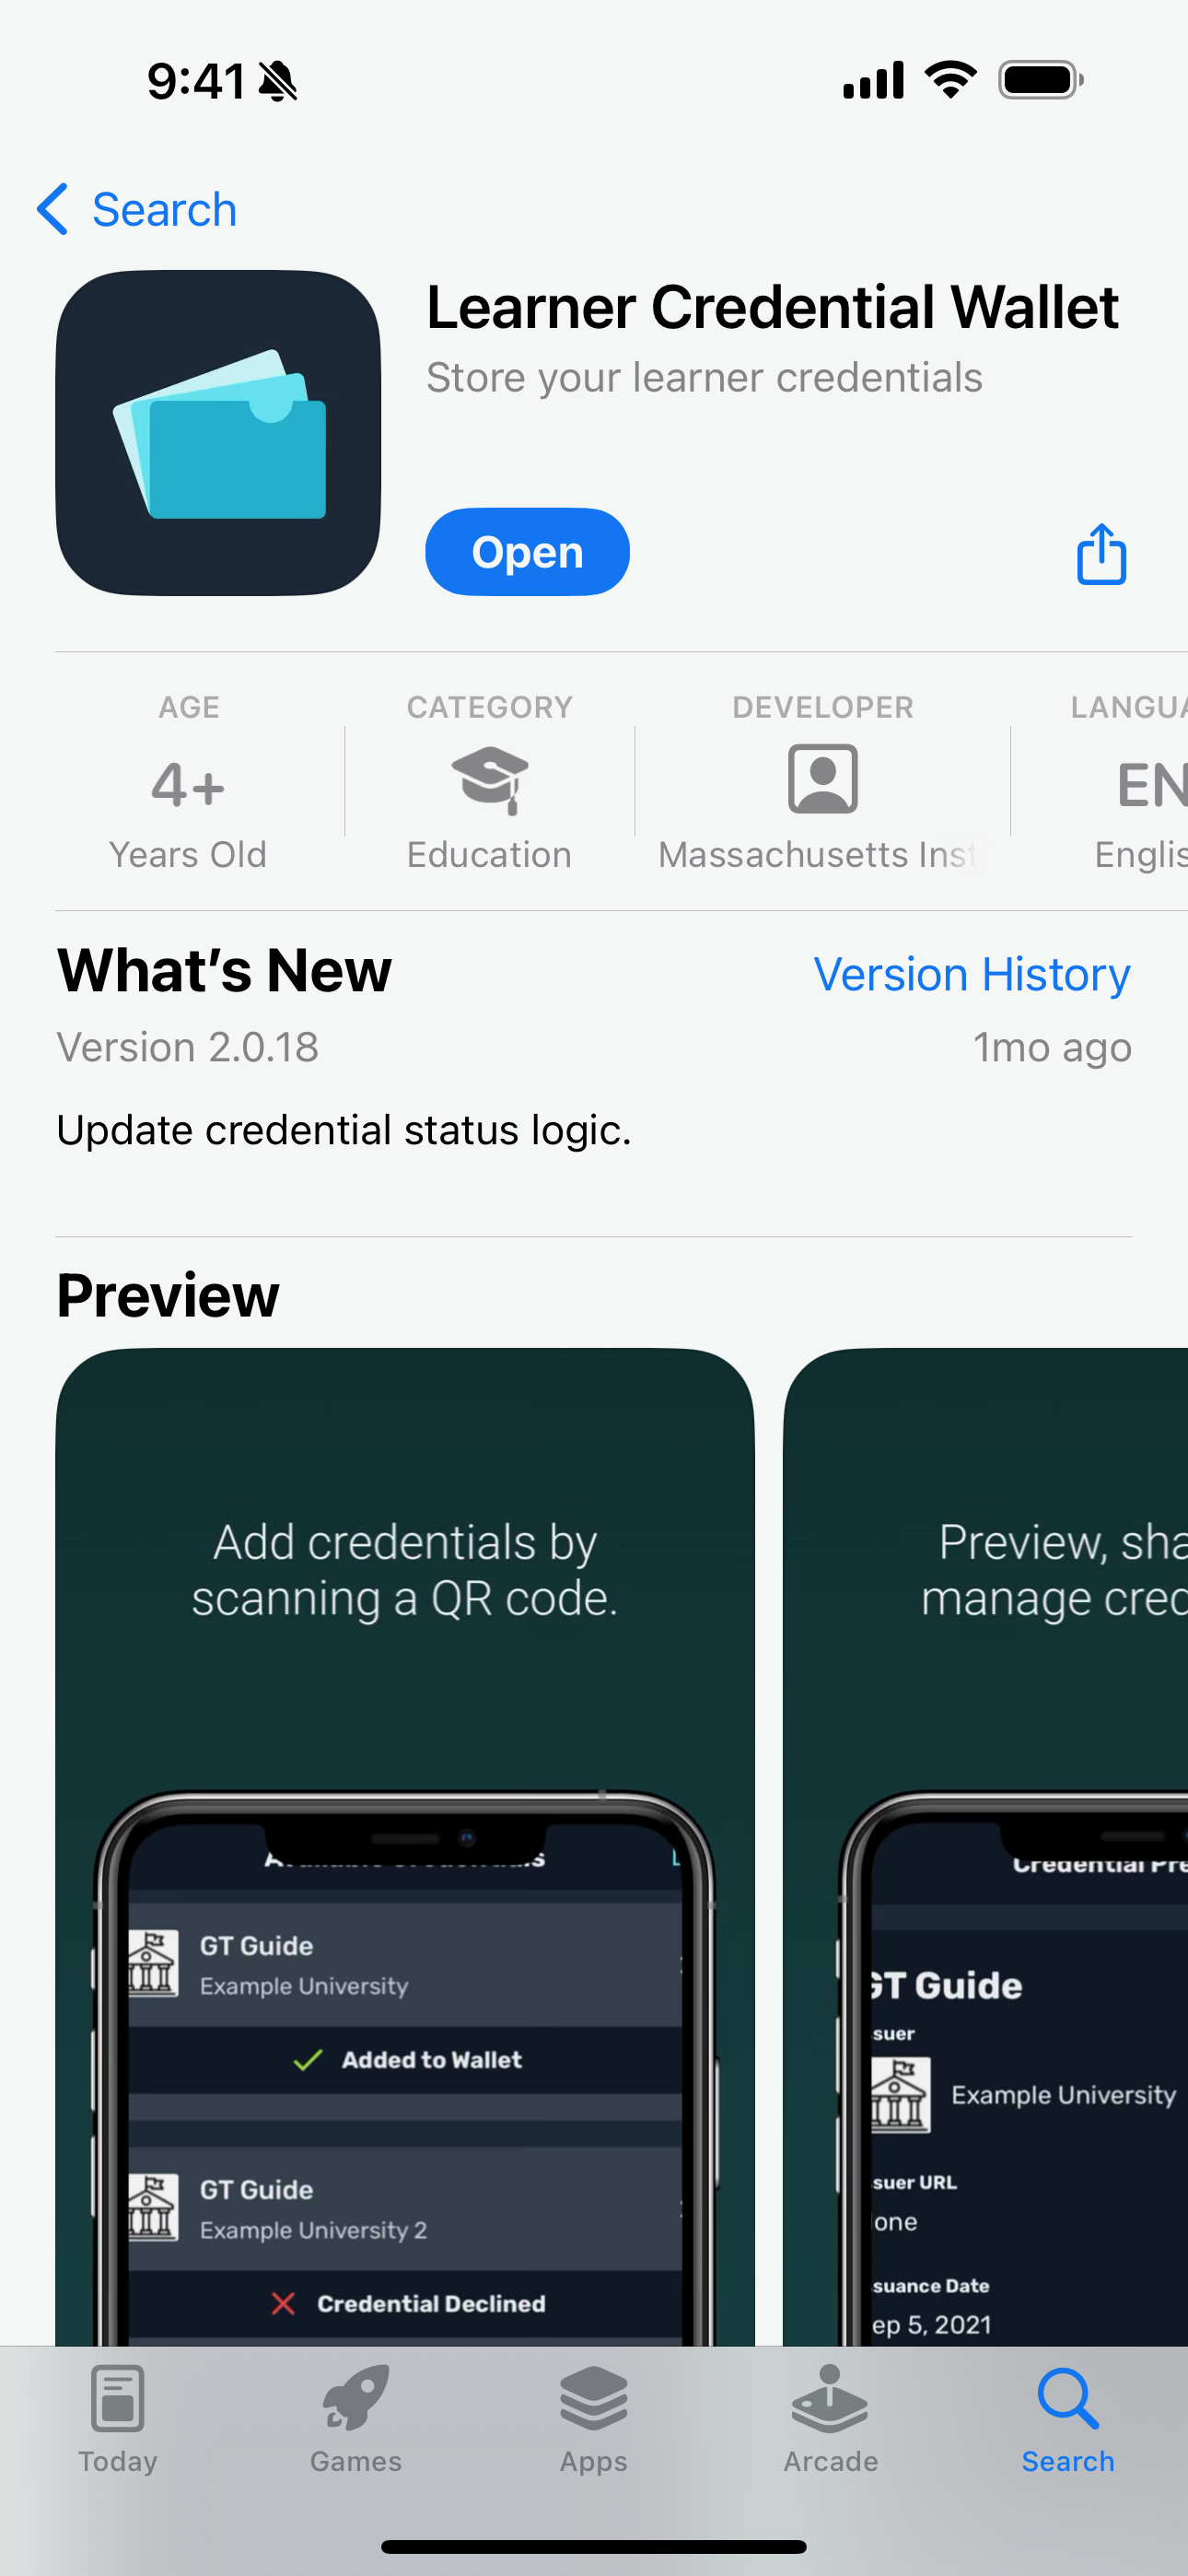 9:41
Search
Learner Credential Wallet
Store your learner credentials
Open
AGE
CATEGORY
DEVELOPER
LANGUA
4+
EN
Years Old
Education
Massachusetts Inst
Englis
What's New
Version History
Version 2.0.18
1mo ago
Update credential status logic.
Preview
Add credentials by
scanning a QR code.
GT Guide
Example University
Added to Wallet
GT Guide
Example University 2
Credential Declined
Preview, sha
manage cred
Credential Pre
GT Guide
suer
Example University
suer URL
one
suance Date
ep 5, 2021
Today
Games
Apps
Arcade
Search